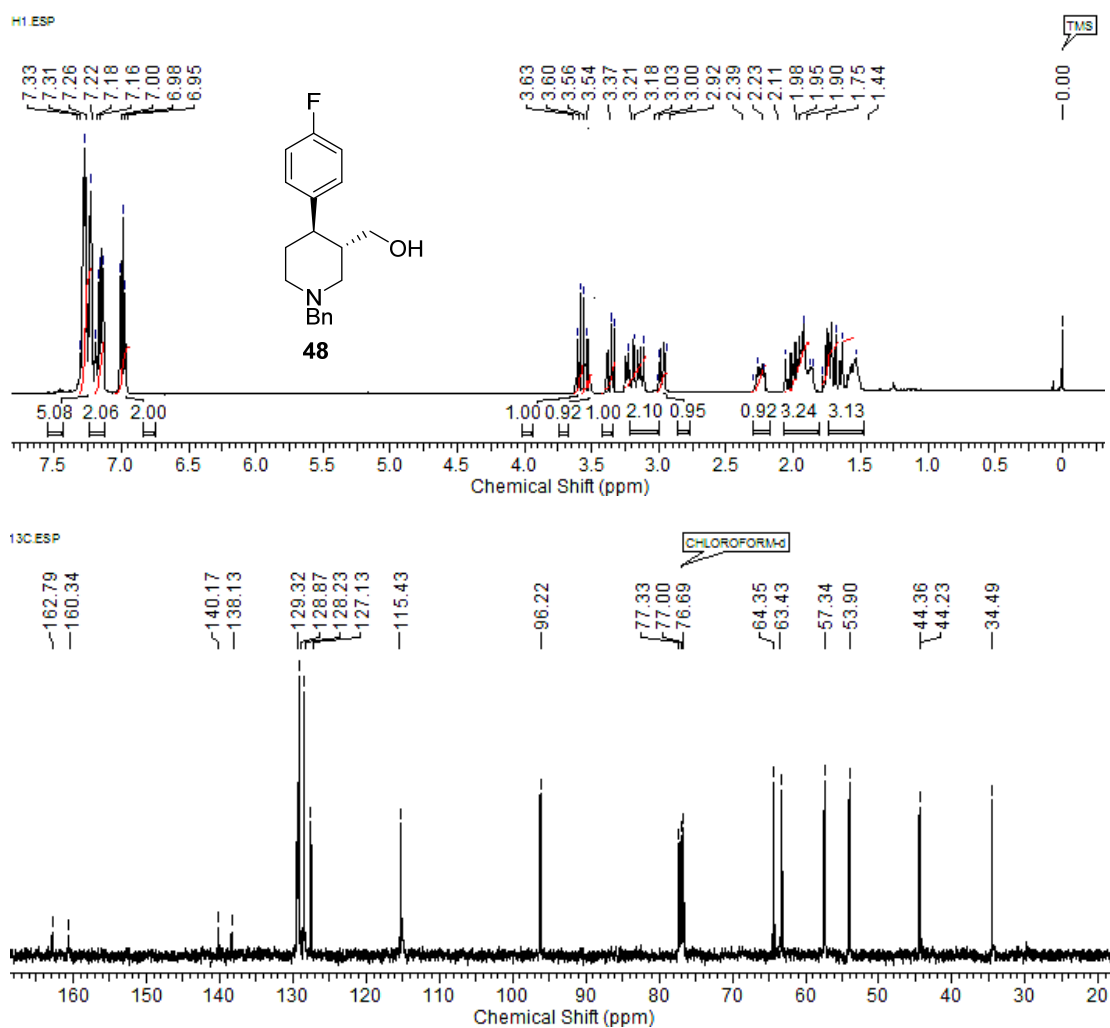 H1.ESP
TMS
7.33 7.31 7.26 7.22 7.18 7.16 7.00 6.98 6.95 3.63 3.60 3.56 3.54 3.37 3.21 3.18 3.03 3.00 2.92 2.39 2.23 2.11 1.98 1.95 1.90 1.75 1.44 0.00
F
OH
N
Bn
48
5.08 2.06 2.00 1.00 0.92 1.00 2.10 0.95 0.92 3.24 3.13
7.5 7.0 6.5 6.0 5.5 5.0 4.5 4.0 3.5 3.0 2.5 2.0 1.5 1.0 0.5 0
Chemical Shift (ppm)
13C.ESP
CHLOROFORM-d
162.79 160.34 140.17 138.13 129.32 128.87 128.23 127.13 115.43 96.22 77.33 77.00 76.69 64.35 63.43 57.34 53.90 44.36 44.23 34.49
160 150 140 130 120 110 100 90 80 70 60 50 40 30 20
Chemical Shift (ppm)